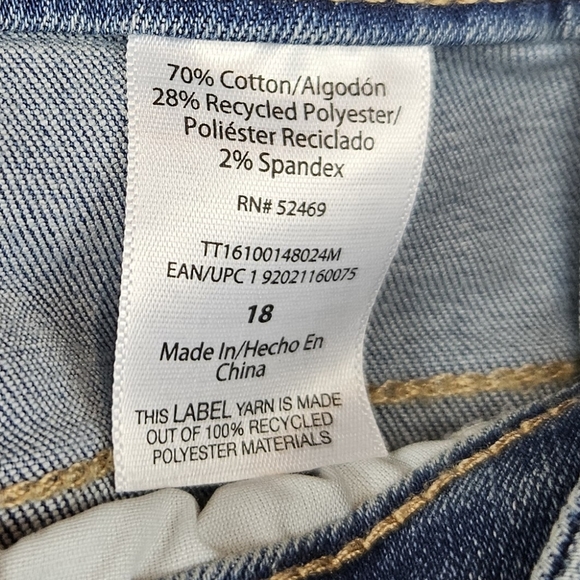 70% Cotton/Algodón
28% Recycled Polyester/
Poliéster Reciclado
2% Spandex
RN# 52469
TT16100148024M
EAN/UPC 1 92021160075
18
Made In/Hecho En
China
THIS LABEL YARN IS MADE
OUT OF 100% RECYCLED
POLYESTER MATERIALS